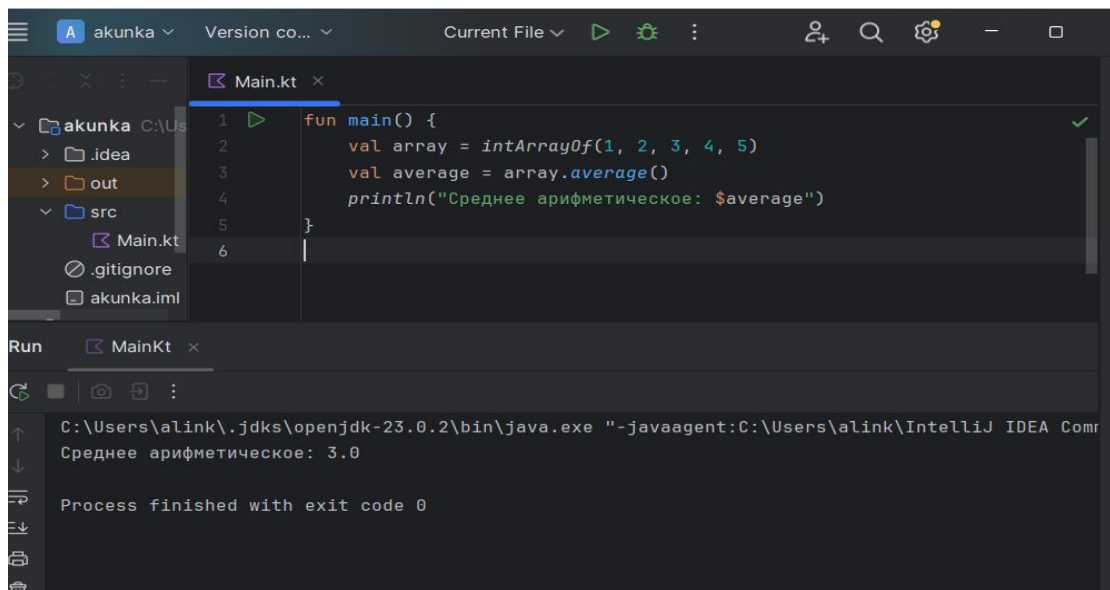 A akunka Version co... Current File
Main.kt
akunka C:\Us
.idea
out
src
Main.kt
.gitignore
akunka.iml
1 fun main() {
2 val array = intArrayOf(1, 2, 3, 4, 5)
3 val average = array.average()
4 println("Среднее арифметическое: $average")
5 }
6
Run MainKt
C:\Users\alink\.jdks\openjdk-23.0.2\bin\java.exe "-javaagent:C:\Users\alink\IntelliJ IDEA Com
Среднее арифметическое: 3.0
Process finished with exit code 0